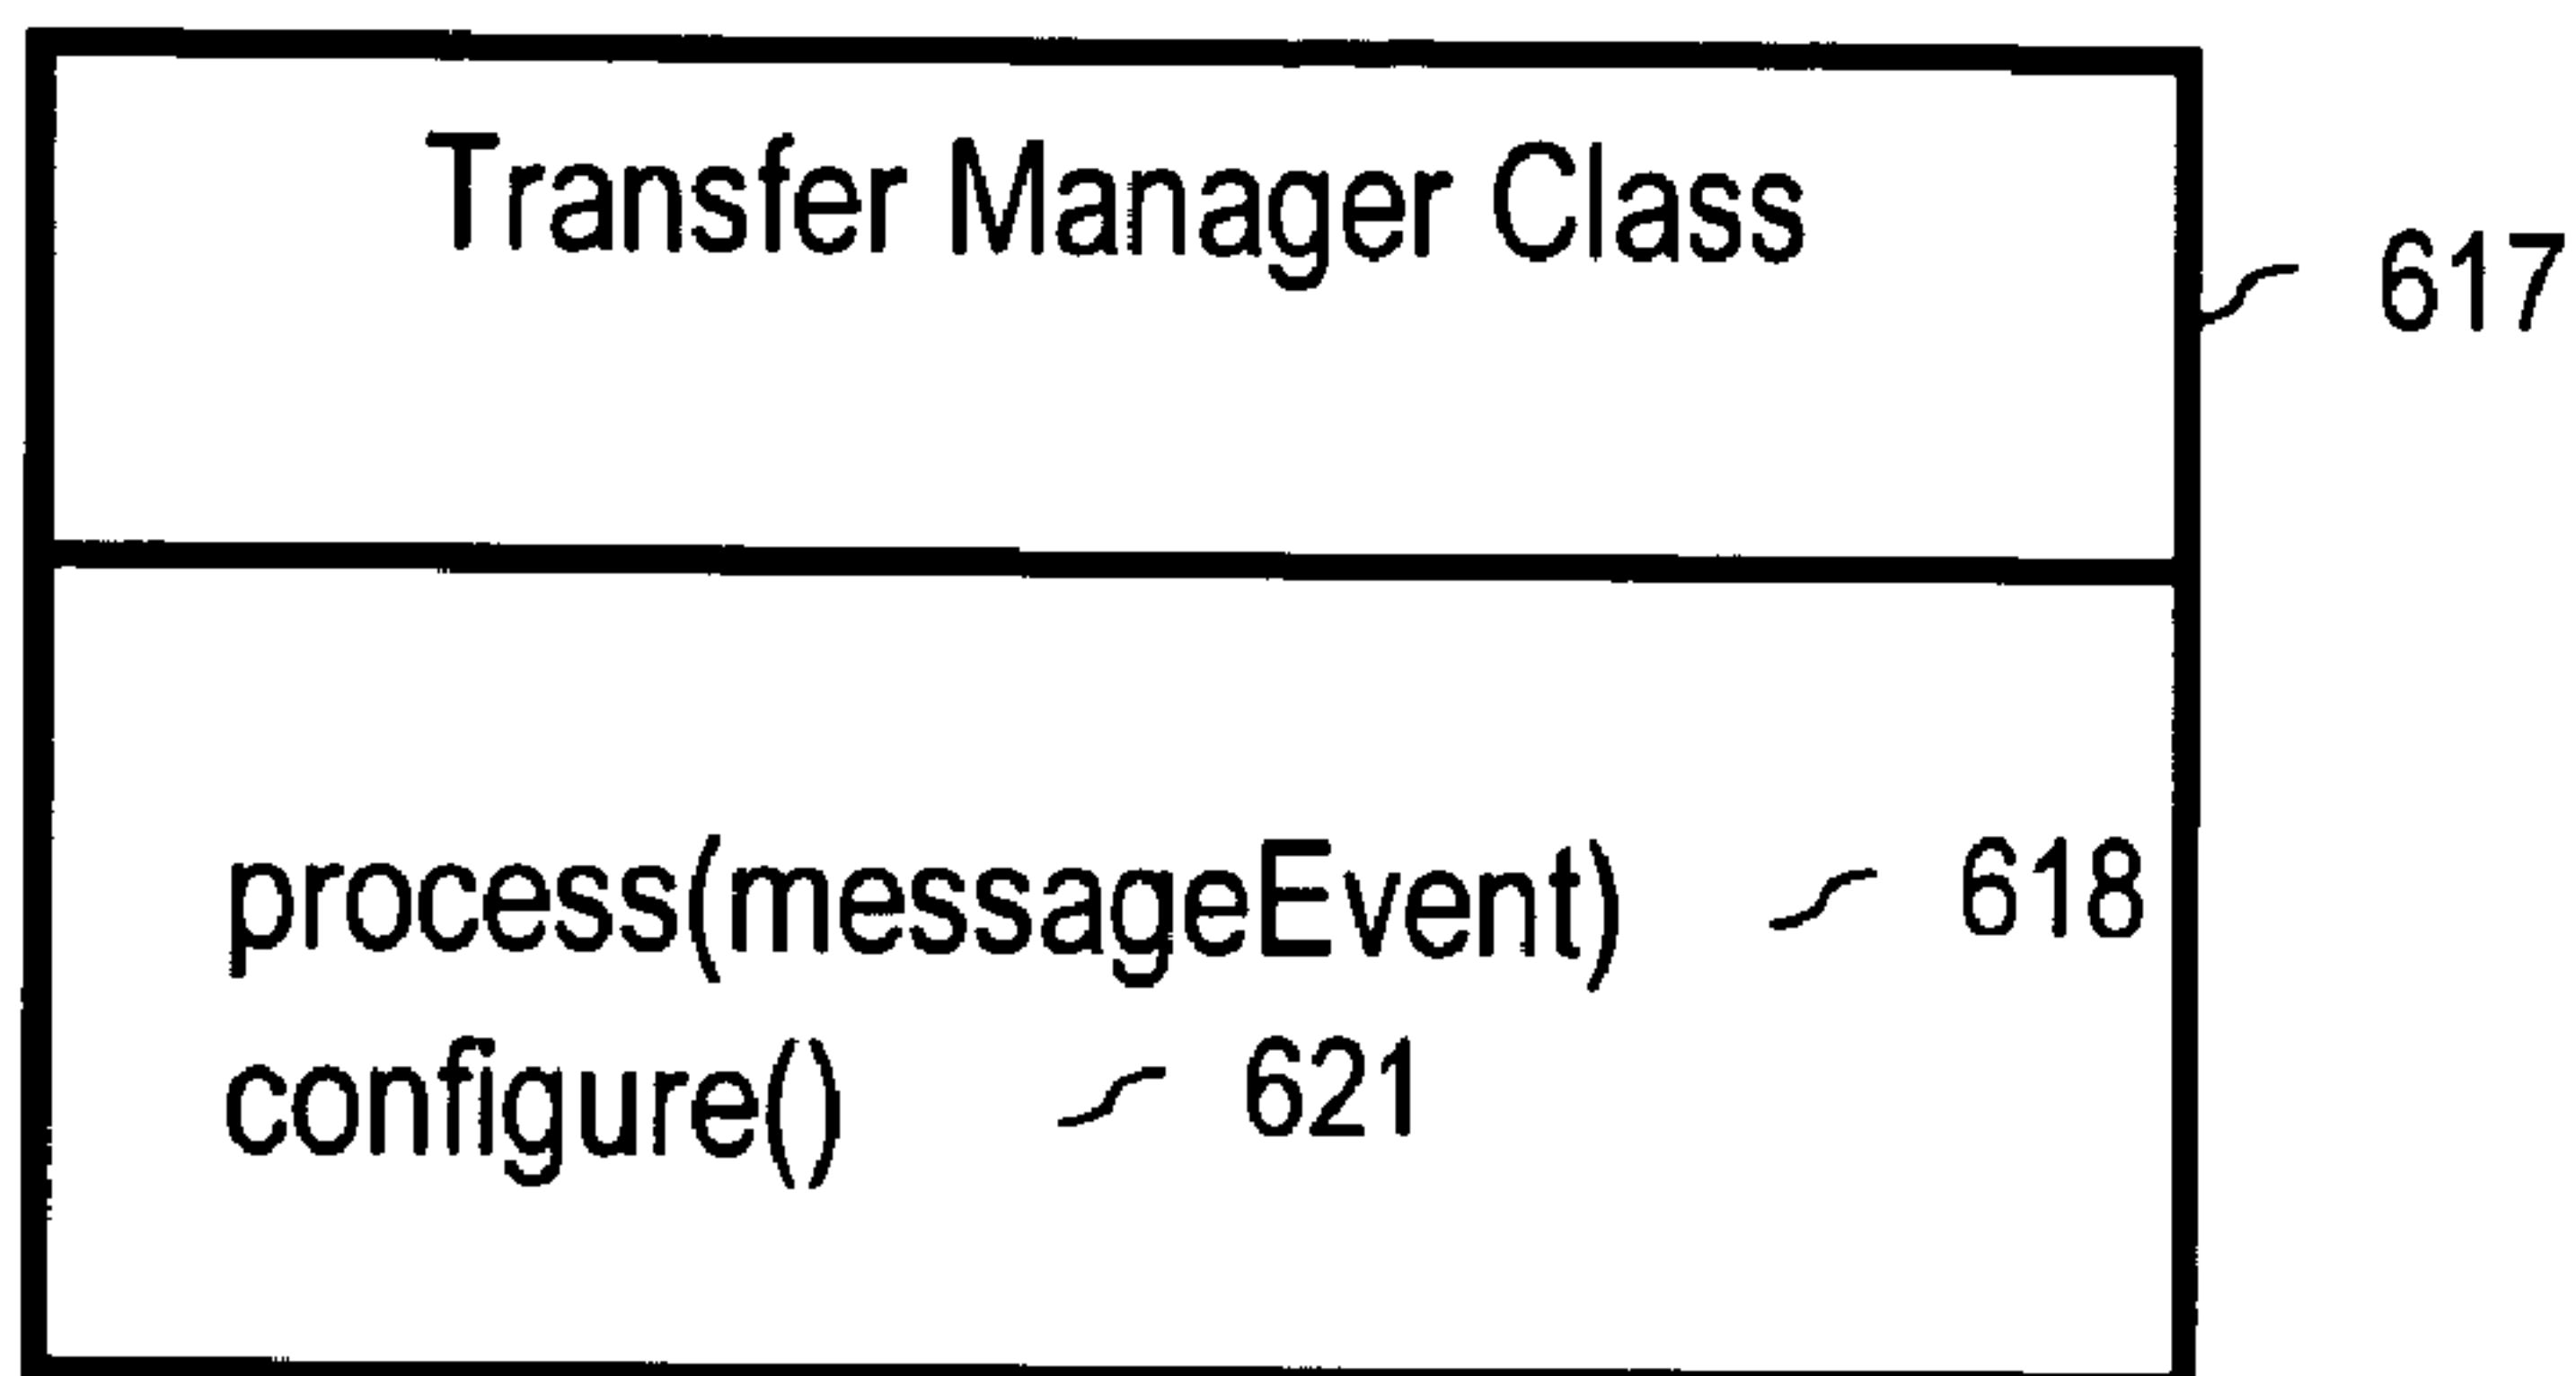 Transfer Manager Class
617
process(messageEvent) 618
configure() 621